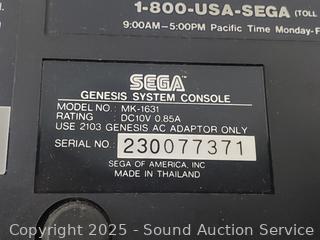 1-800-USA-SEGA (TOLL
9:00AM-5:00PM Pacific Time Monday-F
SEGA
GENESIS SYSTEM CONSOLE
MODEL NO. : MK-1631
RATING : DC10V 0.85A
USE 2103 GENESIS AC ADAPTOR ONLY
SERIAL NO. 230077371
SEGA OF AMERICA, INC
MADE IN THAILAND
Copyright 2025 - Sound Auction Service